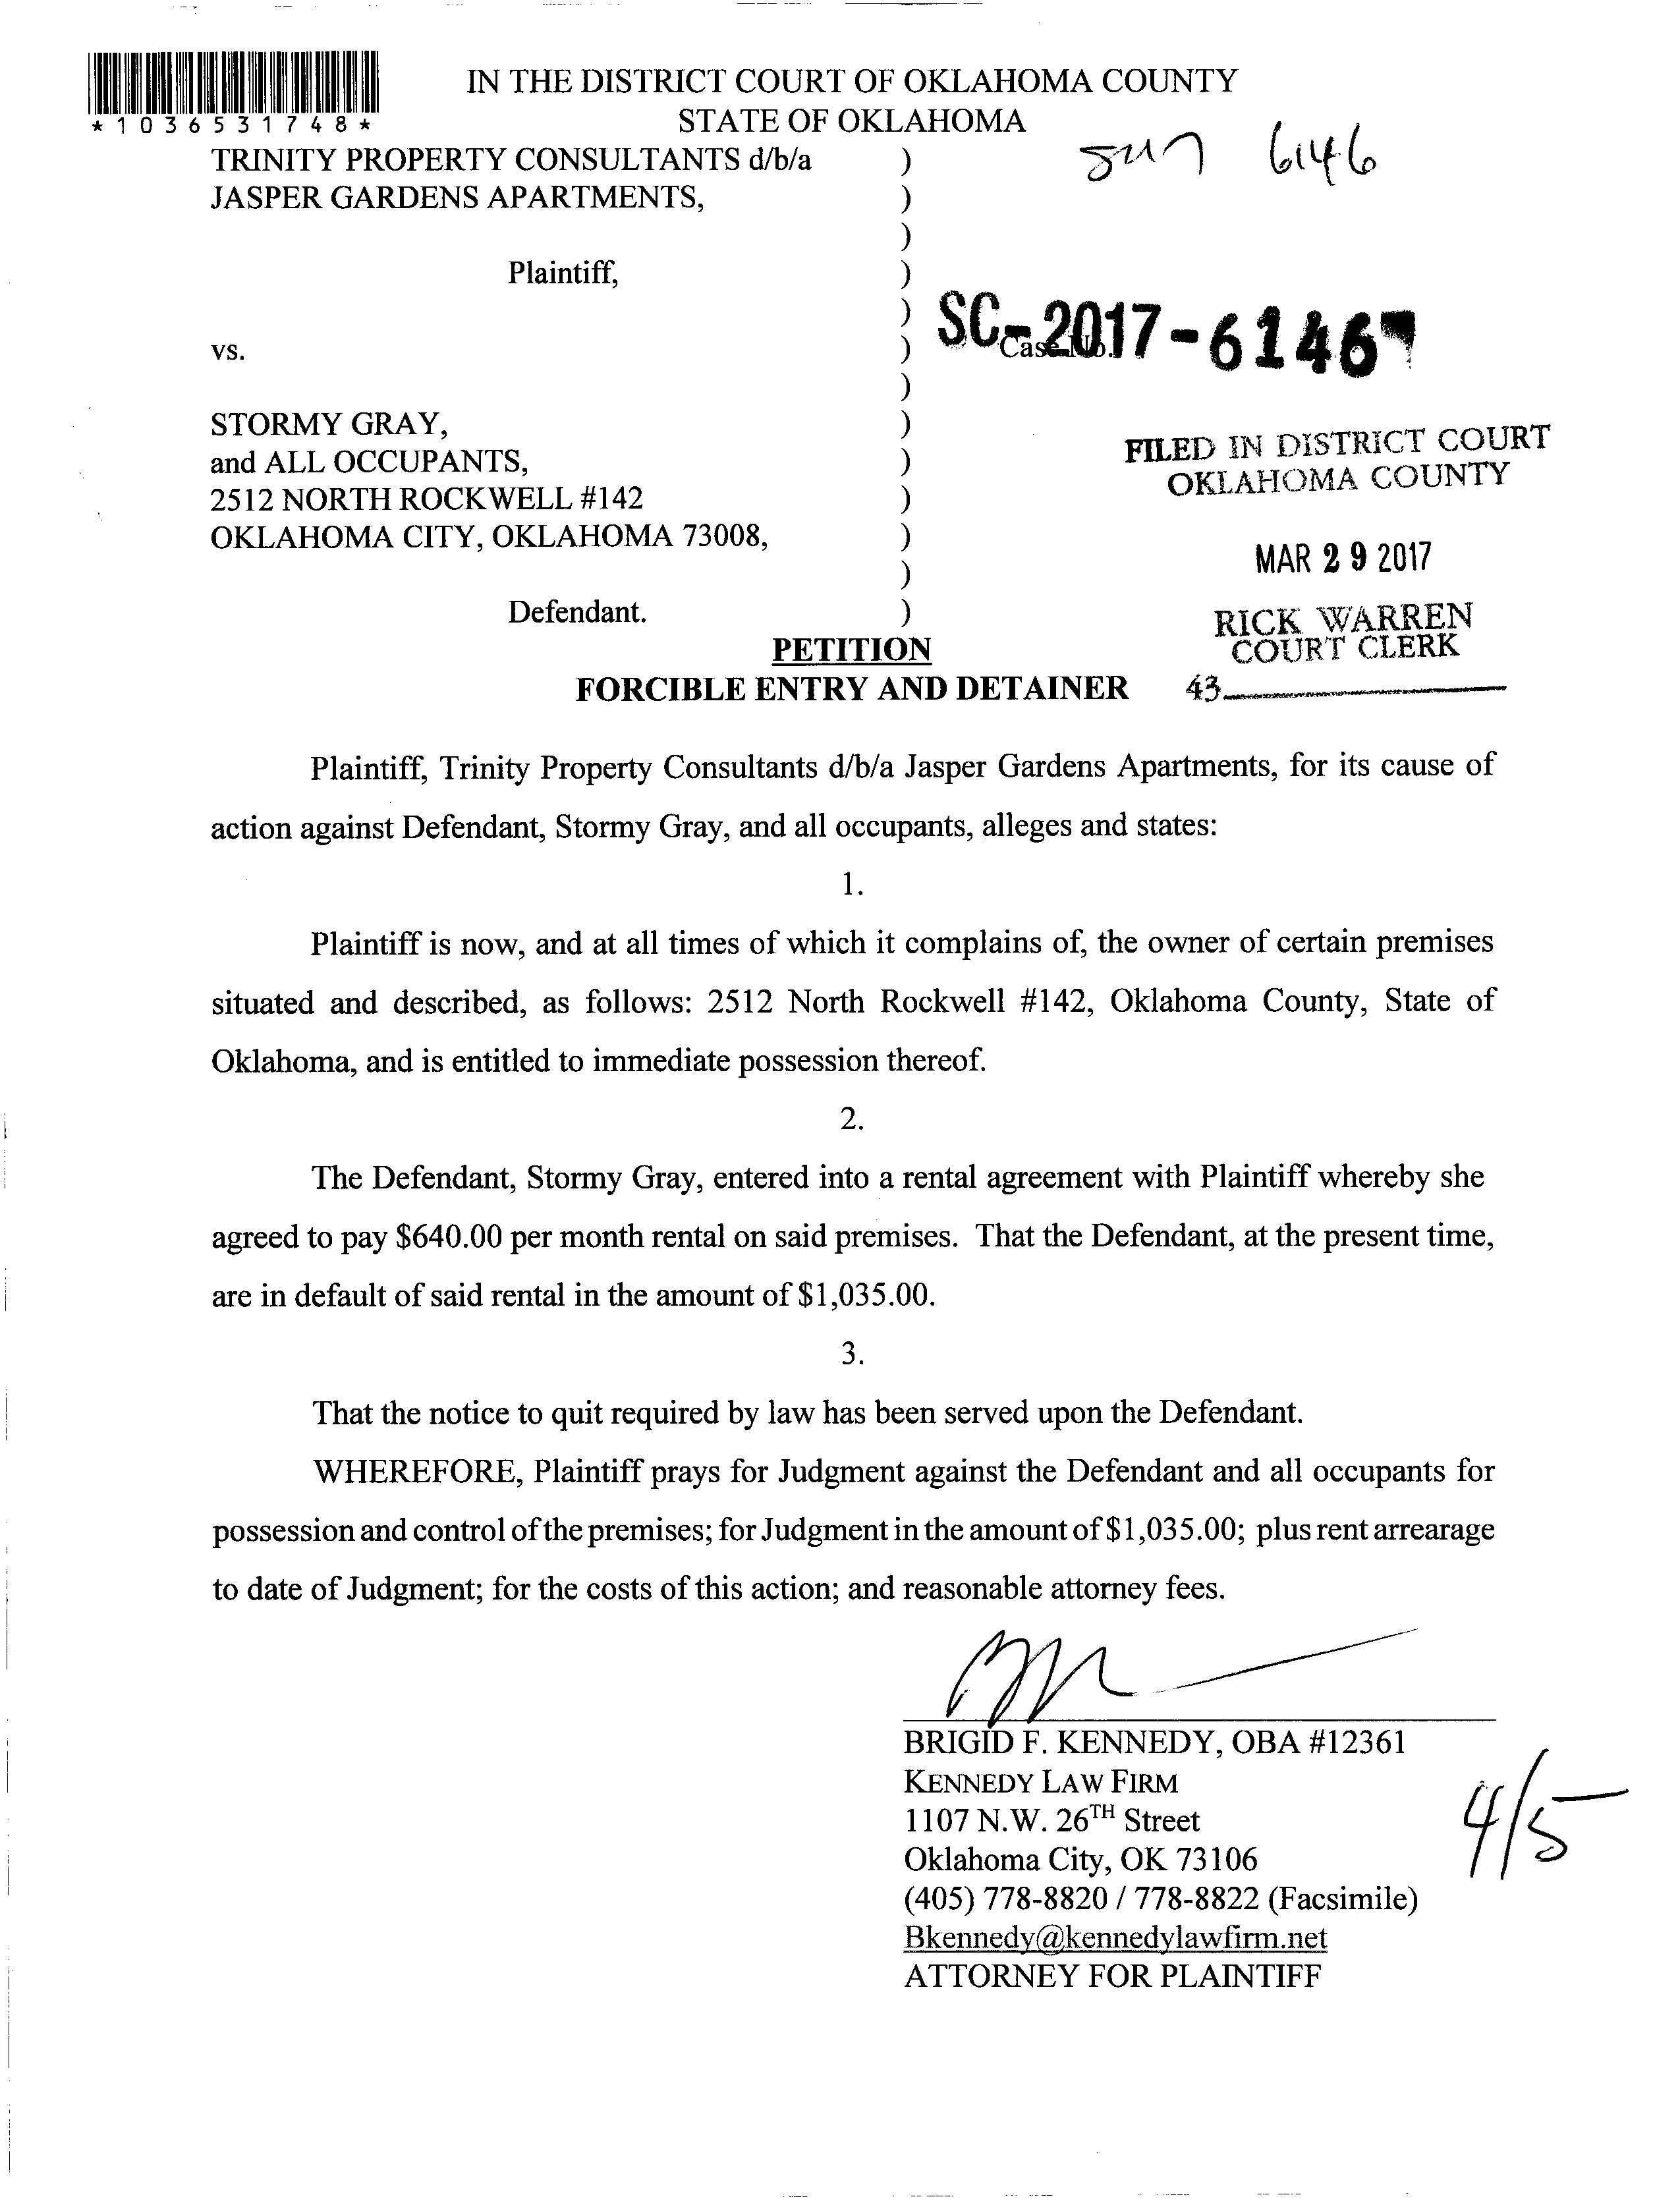 *1036531748*
IN THE DISTRICT COURT OF OKLAHOMA COUNTY
STATE OF OKLAHOMA
TRINITY PROPERTY CONSULTANTS d/b/a )
JASPER GARDENS APARTMENTS, )
6146
)
Plaintiff, )
)
SC-2017-6146
vs. ) Case No.
)
STORMY GRAY, )
and ALL OCCUPANTS, )
2512 NORTH ROCKWELL #142 )
OKLAHOMA CITY, OKLAHOMA 73008, )
)
Defendant. )
FILED IN DISTRICT COURT
OKLAHOMA COUNTY
MAR 29 2017
RICK WARREN
COURT CLERK
43
PETITION
FORCIBLE ENTRY AND DETAINER
Plaintiff, Trinity Property Consultants d/b/a Jasper Gardens Apartments, for its cause of
action against Defendant, Stormy Gray, and all occupants, alleges and states:
1.
Plaintiff is now, and at all times of which it complains of, the owner of certain premises
situated and described, as follows: 2512 North Rockwell #142, Oklahoma County, State of
Oklahoma, and is entitled to immediate possession thereof.
2.
The Defendant, Stormy Gray, entered into a rental agreement with Plaintiff whereby she
agreed to pay $640.00 per month rental on said premises. That the Defendant, at the present time,
are in default of said rental in the amount of $1,035.00.
3.
That the notice to quit required by law has been served upon the Defendant.
WHEREFORE, Plaintiff prays for Judgment against the Defendant and all occupants for
possession and control of the premises; for Judgment in the amount of $1,035.00; plus rent arrearage
to date of Judgment; for the costs of this action; and reasonable attorney fees.
BRIGID F. KENNEDY, OBA #12361
KENNEDY LAW FIRM
1107 N.W. 26TH Street
Oklahoma City, OK 73106
(405) 778-8820 / 778-8822 (Facsimile)
Bkennedy@kennedylawfirm.net
ATTORNEY FOR PLAINTIFF
4/5